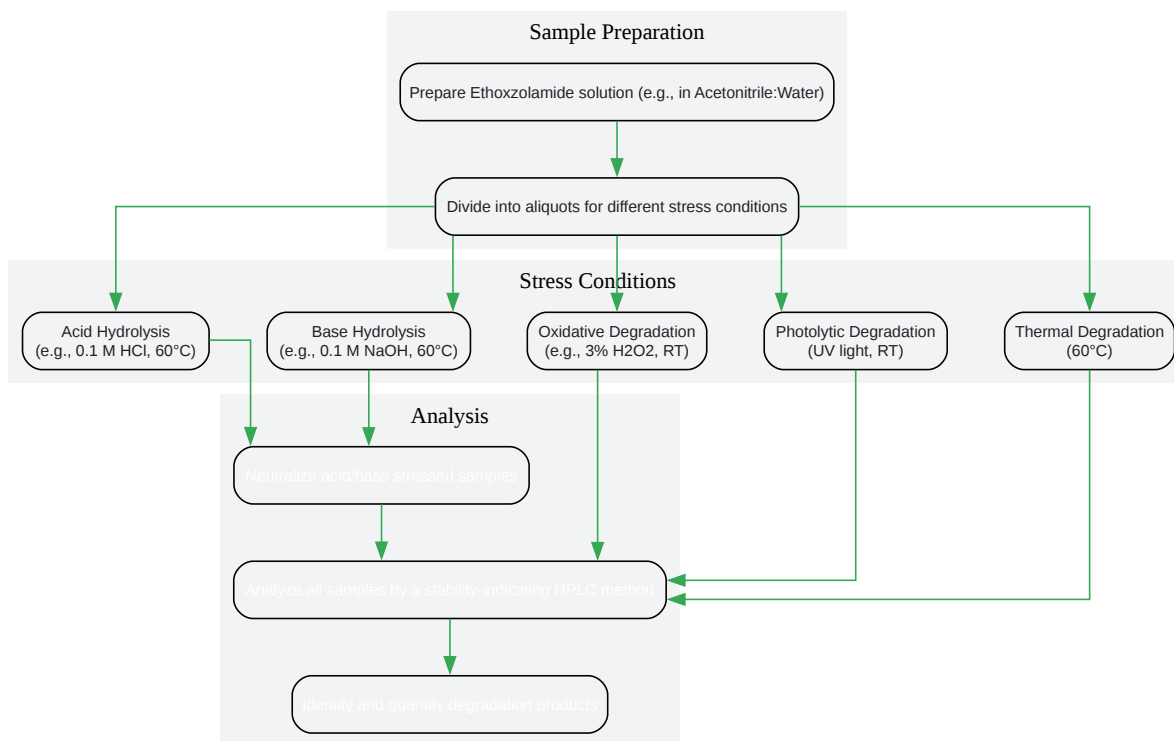 Sample Preparation
Prepare Ethoxzolamide solution (e.g., in Acetonitrile:Water)
Divide into aliquots for different stress conditions
Stress Conditions
Acid Hydrolysis
(e.g., 0.1 M HCl, 60°C)
Base Hydrolysis
(e.g., 0.1 M NaOH, 60°C)
Oxidative Degradation
(e.g., 3% H2O2, RT)
Photolytic Degradation
(UV light, RT)
Thermal Degradation
(60°C)
Analysis
Neutralize acid/base stressed samples
Analyze all samples by a stability-indicating HPLC method
Identify and quantify degradation products